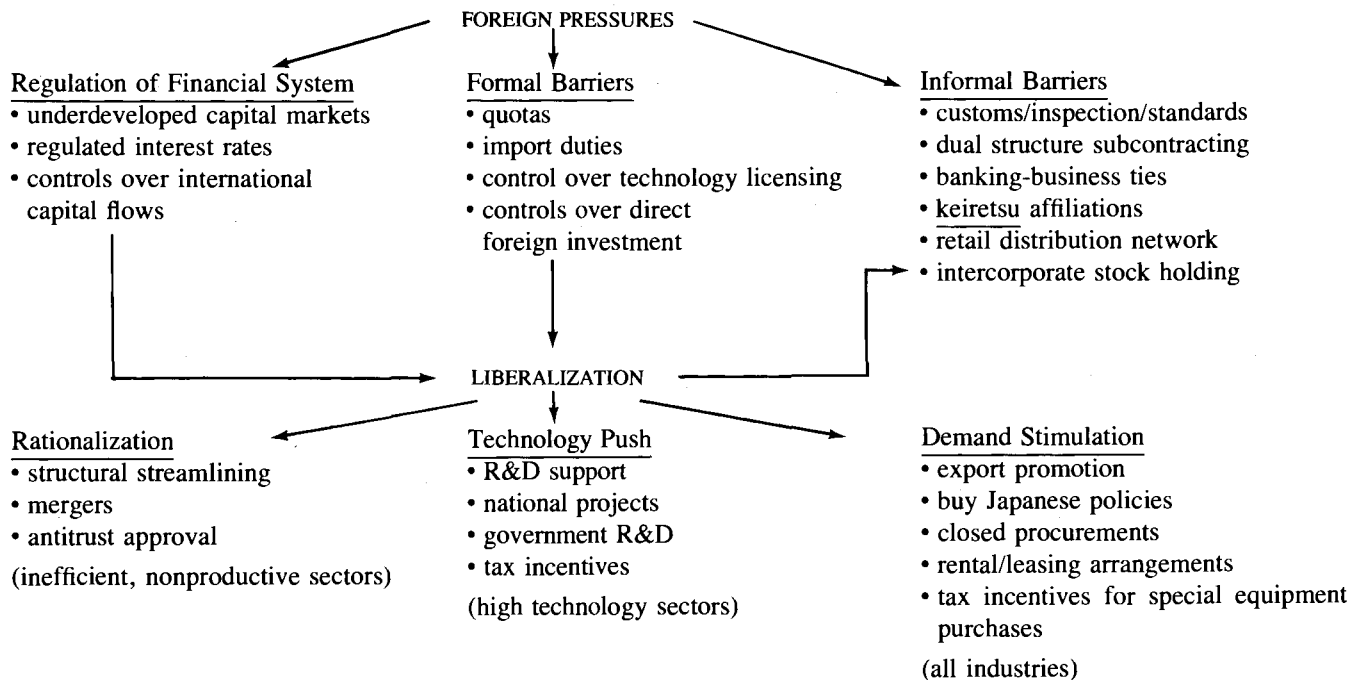 FOREIGN PRESSURES
Regulation of Financial System
• underdeveloped capital markets
• regulated interest rates
• controls over international
capital flows
Formal Barriers
• quotas
• import duties
• control over technology licensing
• controls over direct
foreign investment
Informal Barriers
• customs/inspection/standards
• dual structure subcontracting
• banking-business ties
• keiretsu affiliations
• retail distribution network
• intercorporate stock holding
LIBERALIZATION
Rationalization
• structural streamlining
• mergers
• antitrust approval
(inefficient, nonproductive sectors)
Technology Push
• R&D support
• national projects
• government R&D
• tax incentives
(high technology sectors)
Demand Stimulation
• export promotion
• buy Japanese policies
• closed procurements
• rental/leasing arrangements
• tax incentives for special equipment
purchases
(all industries)